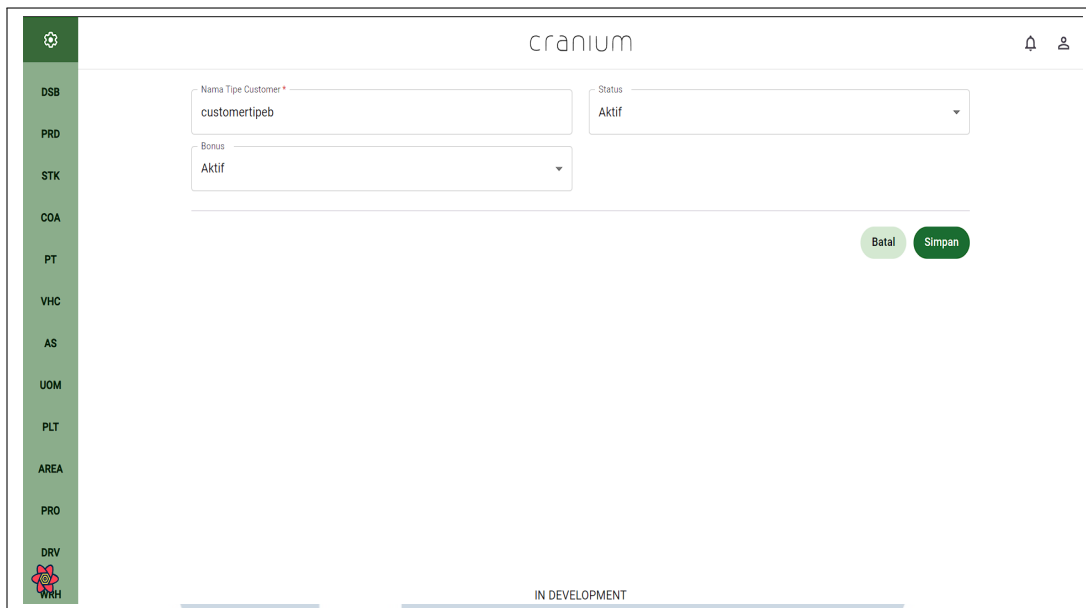 cranium
DSB
PRD
STK
COA
PT
VHC
AS
UOM
PLT
AREA
PRO
DRV
WRH
Nama Tipe Customer *
customertipeb
Status
Aktif
Bonus
Aktif
Batal
Simpan
IN DEVELOPMENT